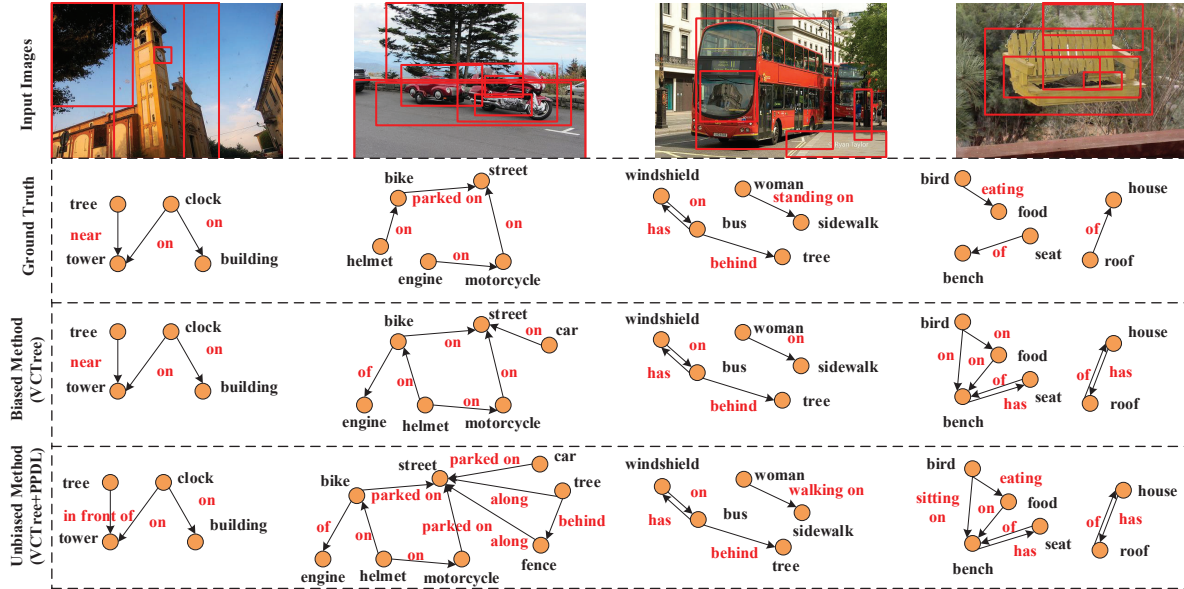 Input Images
Ryan Taylor
Ground Truth
tree
clock
near
on
on
tower
building
bike
street
parked on
on
on
helmet
engine
on
motorcycle
windshield
woman
on
standing on
has
bus
sidewalk
behind
tree
bird
eating
house
food
of
of
seat
bench
roof
Biased Method
(VCTree)
tree
clock
near
on
on
tower
building
bike
street
on
car
on
of
on
on
engine
helmet
on
motorcycle
windshield
woman
on
on
has
bus
sidewalk
behind
tree
bird
on
house
on
on
food
of
of
has
has
seat
bench
roof
Unbiased Method
(VCTree+PPDL)
tree
clock
on
in front of
on
tower
building
bike
street
parked on
car
parked on
along
tree
of
on
parked on
behind
along
engine
helmet
on
motorcycle
fence
windshield
woman
on
walking on
has
bus
sidewalk
behind
tree
bird
eating
house
sitting
on
on
food
of
of
has
has
seat
bench
roof